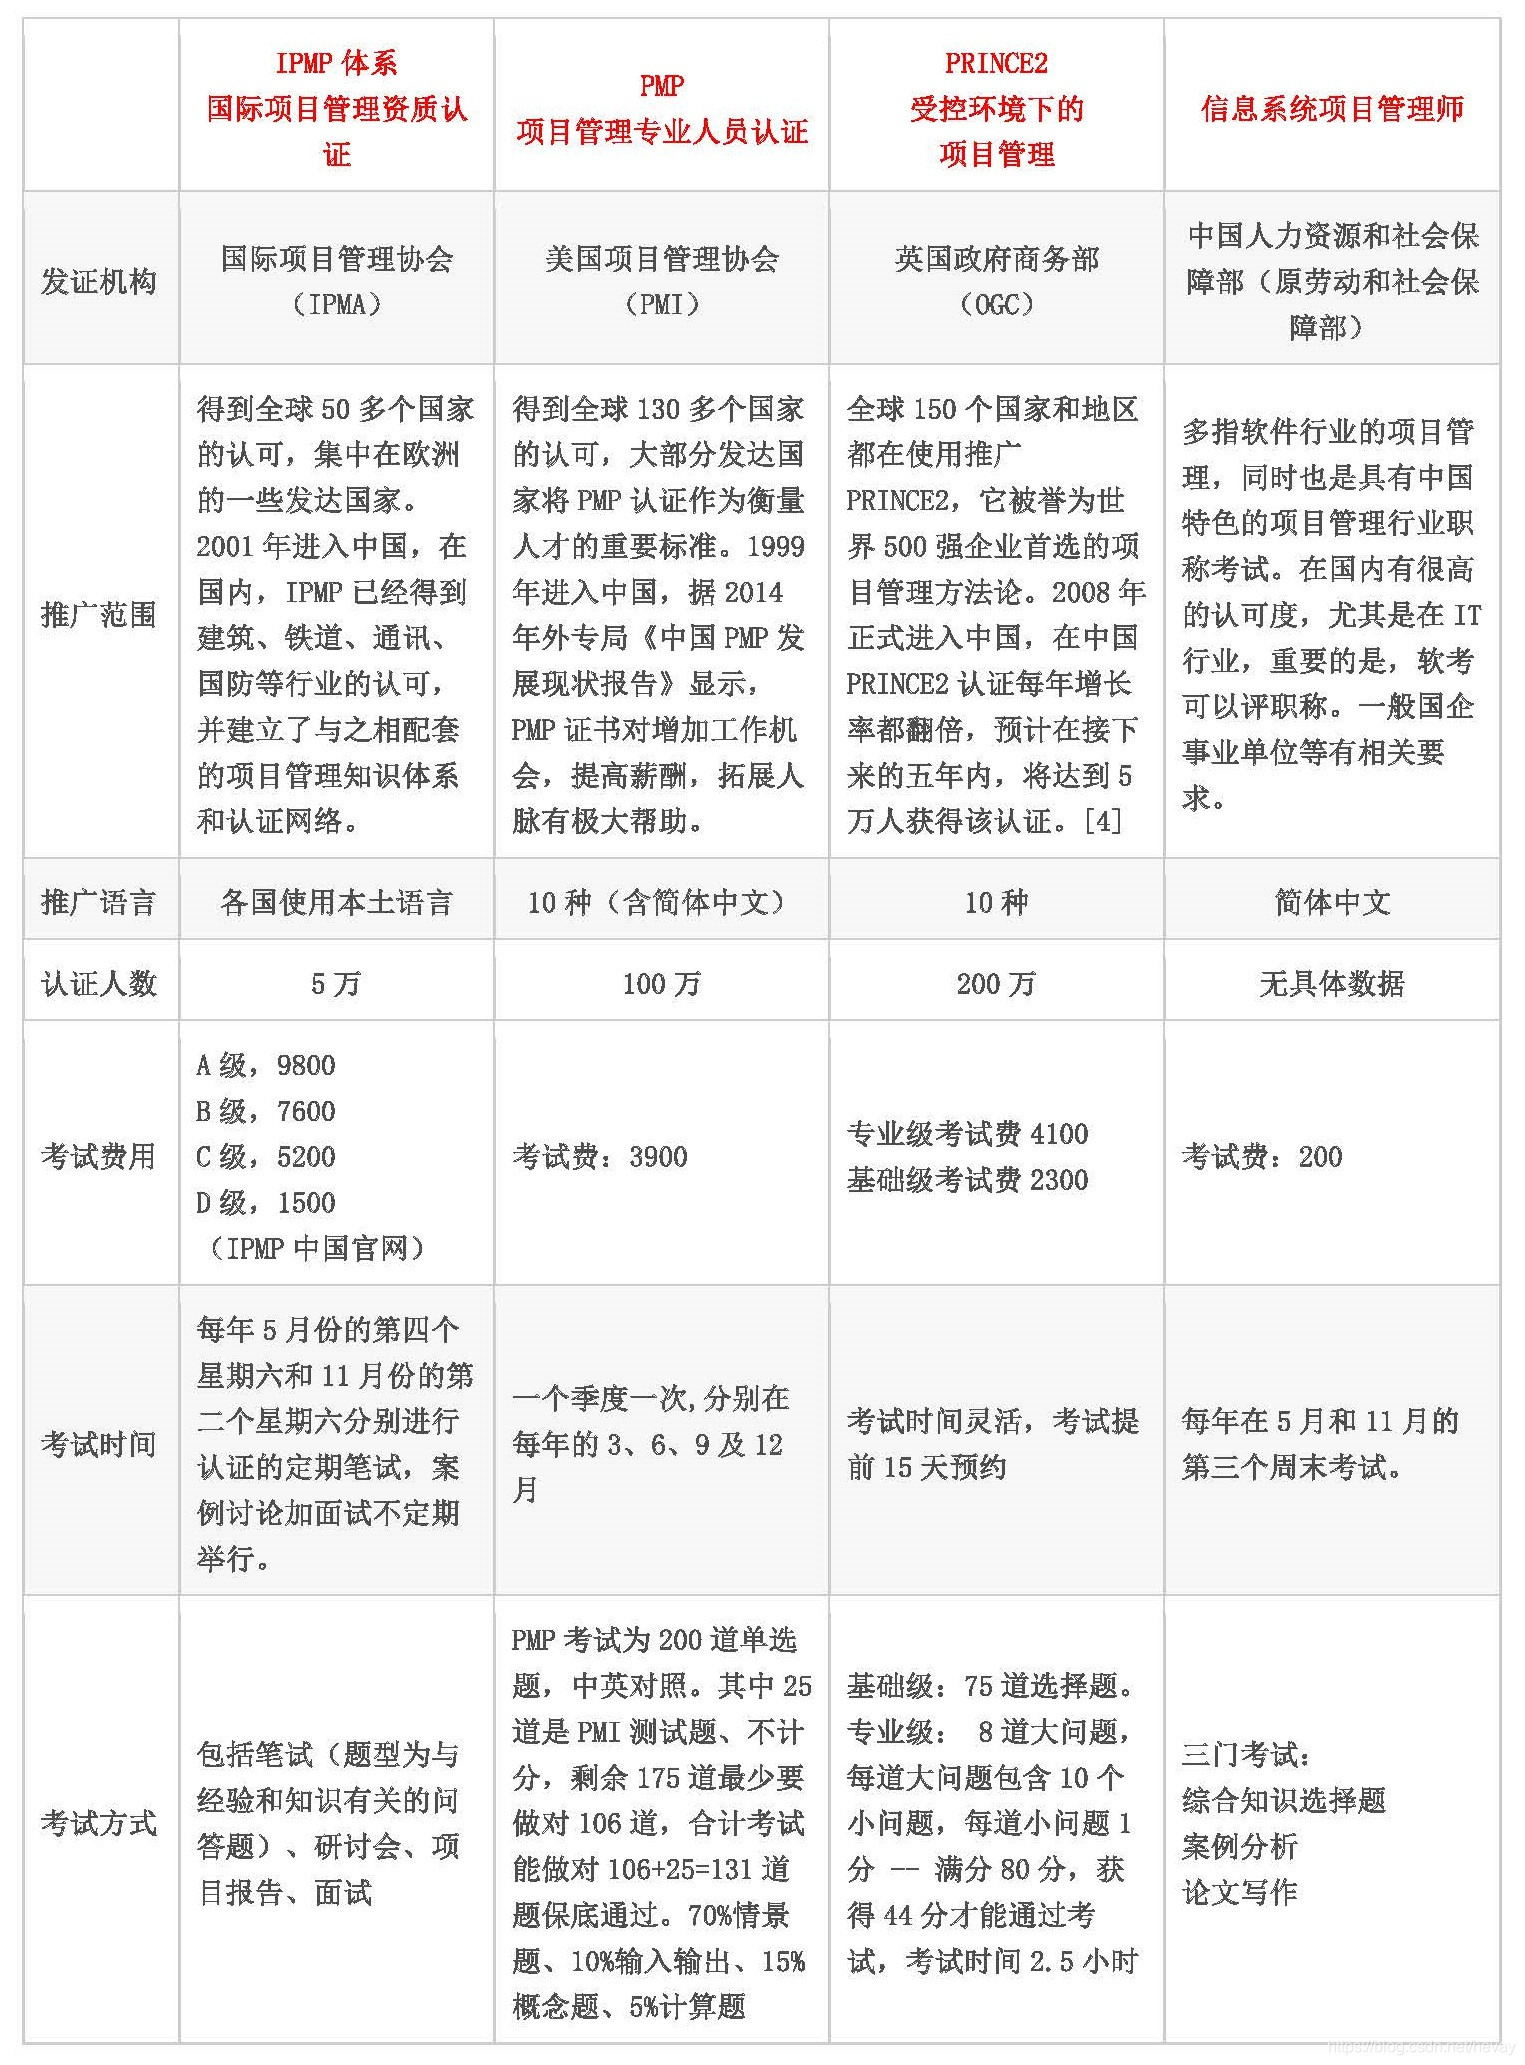 IPMP 体系
国际项目管理资质认
证
PMP
项目管理专业人员认证
PRINCE2
受控环境下的
项目管理
信息系统项目管理师
发证机构
国际项目管理协会
（IPMA）
美国项目管理协会
（PMI）
英国政府商务部
（OGC）
中国人力资源和社会保
障部（原劳动和社会保
障部）
推广范围
得到全球 50 多个国家
的认可，集中在欧洲
的一些发达国家。
2001 年进入中国，在
国内，IPMP 已经得到
建筑、铁道、通讯、
国防等行业的认可，
并建立了与之相配套
的项目管理知识体系
和认证网络。
得到全球 130 多个国家
的认可，大部分发达国
家将 PMP 认证作为衡量
人才的重要标准。1999
年进入中国，据 2014
年外专局《中国 PMP 发
展现状报告》显示，
PMP 证书对增加工作机
会，提高薪酬，拓展人
脉有极大帮助。
全球 150 个国家和地区
都在使用推广
PRINCE2，它被誉为世
界 500 强企业首选的项
目管理方法论。2008 年
正式进入中国，在中国
PRINCE2 认证每年增长
率都翻倍，预计在接下
来的五年内，将达到 5
万人获得该认证。[4]
多指软件行业的项目管
理，同时也是具有中国
特色的项目管理行业职
称考试。在国内有很高
的认可度，尤其是在 IT
行业，重要的是，软考
可以评职称。一般国企
事业单位等有相关要
求。
推广语言
各国使用本土语言
10 种（含简体中文）
10 种
简体中文
认证人数
5 万
100 万
200 万
无具体数据
考试费用
A 级，9800
B 级，7600
C 级，5200
D 级，1500
（IPMP 中国官网）
考试费：3900
专业级考试费 4100
基础级考试费 2300
考试费：200
考试时间
每年 5 月份的第四个
星期六和 11 月份的第
二个星期六分别进行
认证的定期笔试，案
例讨论加面试不定期
举行。
一个季度一次,分别在
每年的 3、6、9 及 12
月
考试时间灵活，考试提
前 15 天预约
每年在 5 月和 11 月的
第三个周末考试。
考试方式
包括笔试（题型为与
经验和知识有关的问
答题）、研讨会、项
目报告、面试
PMP 考试为 200 道单选
题，中英对照。其中 25
道是 PMI 测试题、不计
分，剩余 175 道最少要
做对 106 道，合计考试
能做对 106+25=131 道
题保底通过。70%情景
题、10%输入输出、15%
概念题、5%计算题
基础级：75 道选择题。
专业级： 8 道大问题，
每道大问题包含 10 个
小问题，每道小问题 1
分 -- 满分 80 分，获
得 44 分才能通过考
试，考试时间 2.5 小时
三门考试：
综合知识选择题
案例分析
论文写作
https://blog.csdn.net/hevay